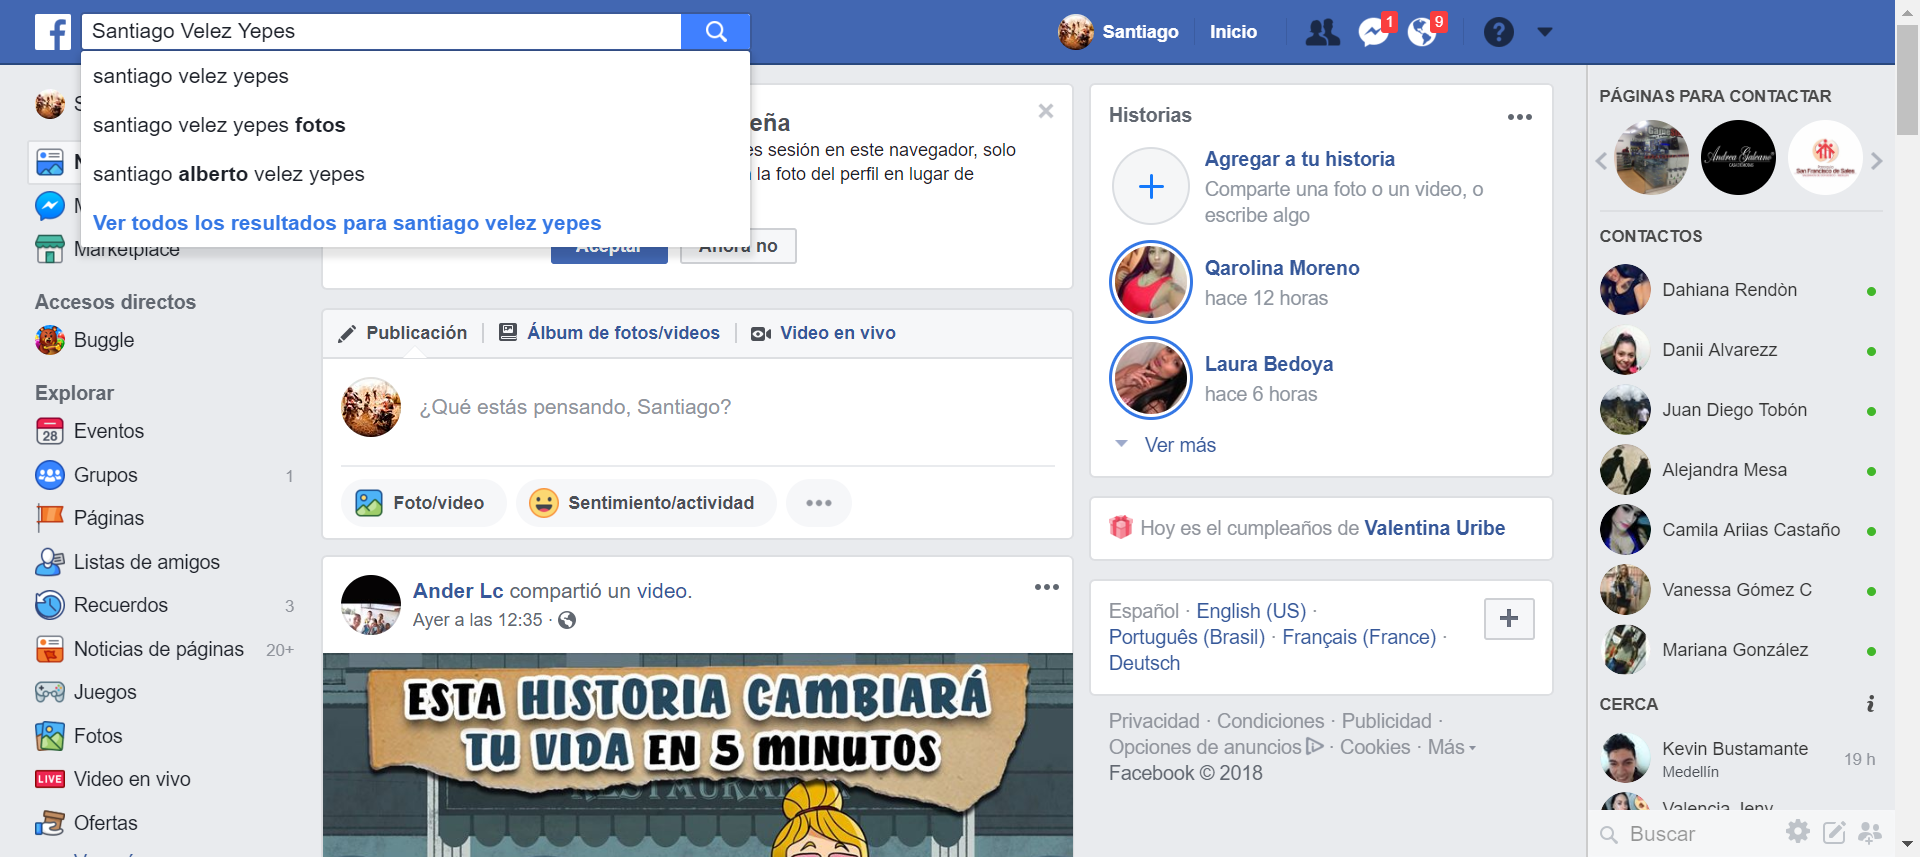 Santiago Velez Yepes
santiago velez yepes
santiago velez yepes fotos
santiago alberto velez yepes
Ver todos los resultados para santiago velez yepes
Santiago
Inicio
1
9
Marketplace
Accesos directos
Buggle
Explorar
28
Eventos
Grupos 1
Páginas
Listas de amigos
Recuerdos 3
Noticias de páginas 20+
Juegos
Fotos
LIVE Video en vivo
Ofertas
eña
es sesión en este navegador, solo
la foto del perfil en lugar de
Aceptar
Ahora no
Publicación
Álbum de fotos/videos
Video en vivo
¿Qué estás pensando, Santiago?
Foto/video
Sentimiento/actividad
Ander Lc compartió un video.
Ayer a las 12:35 ·
ESTA HISTORIA CAMBIARÁ
TU VIDA EN 5 MINUTOS
Historias
Agregar a tu historia
Comparte una foto o un video, o
escribe algo
Qarolina Moreno
hace 12 horas
Laura Bedoya
hace 6 horas
Ver más
Hoy es el cumpleaños de Valentina Uribe
Español · English (US) ·
Português (Brasil) · Français (France) ·
Deutsch
Privacidad · Condiciones · Publicidad ·
Opciones de anuncios · Cookies · Más
Facebook © 2018
PÁGINAS PARA CONTACTAR
Andrea Galeano
San Francisco de Sales
CONTACTOS
Dahiana Rendòn
Danii Alvarezz
Juan Diego Tobón
Alejandra Mesa
Camila Ariias Castaño
Vanessa Gómez C
Mariana González
CERCA
Kevin Bustamante
Medellín
19 h
Valencia Jeny
Buscar